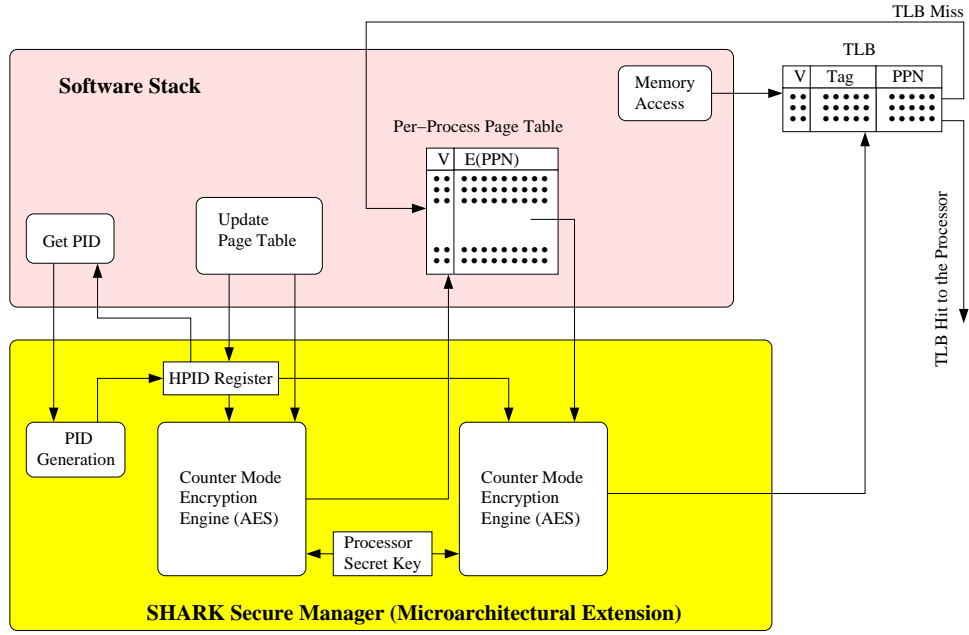 TLB Miss
TLB
V Tag PPN
Software Stack
Memory
Access
Per−Process Page Table
V E(PPN)
Get PID
Update
Page Table
TLB Hit to the Processor
HPID Register
PID
Generation
Counter Mode
Encryption
Engine (AES)
Counter Mode
Encryption
Engine (AES)
Processor
Secret Key
SHARK Secure Manager (Microarchitectural Extension)